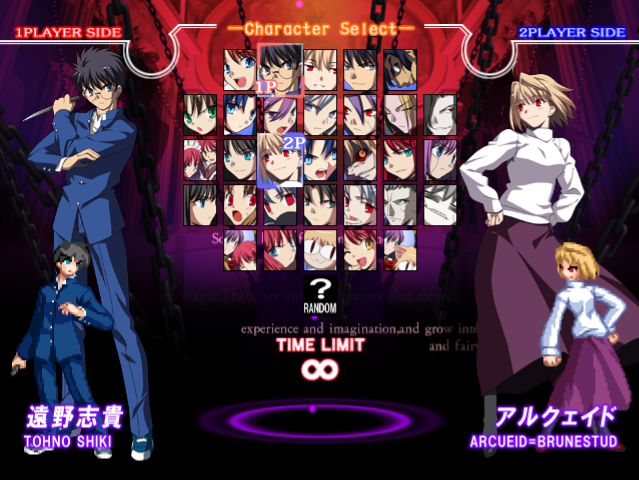 —Character Select—
1PLAYER SIDE
2PLAYER SIDE
1P
2P
?
RANDOM
experience and imagination,and grow into
TIME LIMIT
and fairy
∞
遠野志貴
TOHNO SHIKI
アルクェイド
ARCUEID=BRUNESTUD